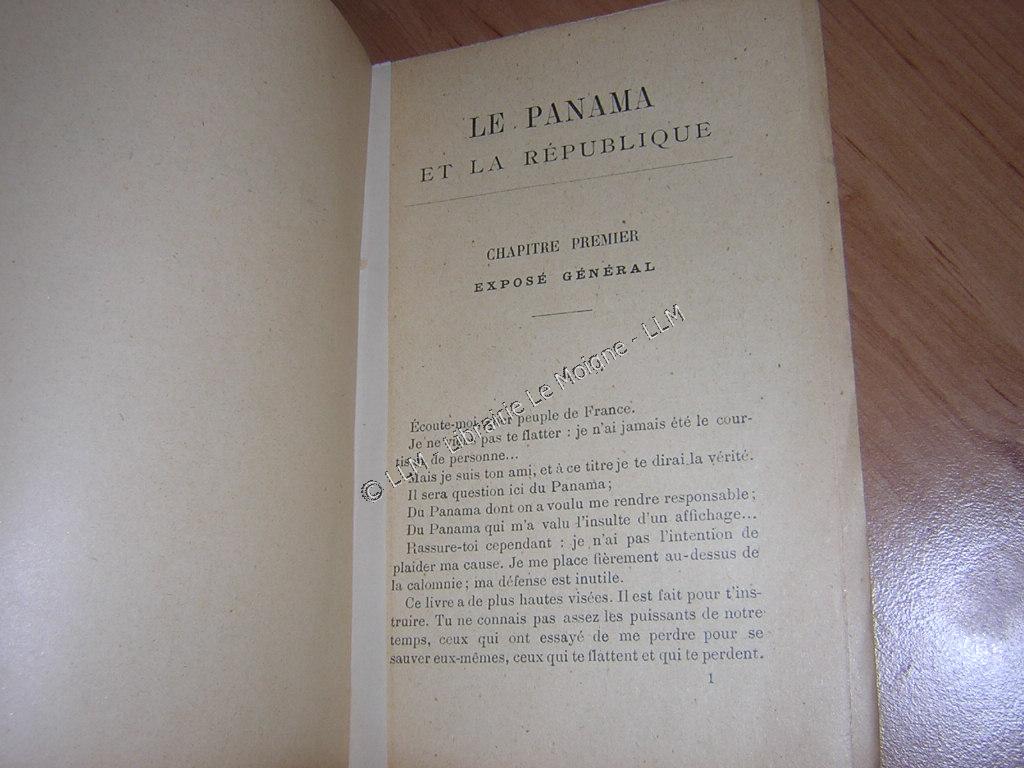 LE PANAMA
ET LA RÉPUBLIQUE
CHAPITRE PREMIER
EXPOSÉ GÉNÉRAL
Écoute-moi, peuple de France.
Je ne pas te flatter : je n'ai jamais été le cour-
tisan de personne...
Mais je suis ton ami, et à ce titre je te dirai la vérité.
Il sera question ici du Panama ;
Du Panama dont on a voulu me rendre responsable ;
Du Panama qui m'a valu l'insulte d'un affichage...
Rassure-toi cependant : je n'ai pas l'intention de
plaider ma cause. Je me place fièrement au-dessus de
la calomnie ; ma défense est inutile.
Ce livre a de plus hautes visées. Il est fait pour t'ins-
truire. Tu ne connais pas assez les puissants de notre
temps, ceux qui ont essayé de me perdre pour se
sauver eux-mêmes, ceux qui te flattent et qui te perdent.
1
© LLM - Librairie Le Moigne - LLM